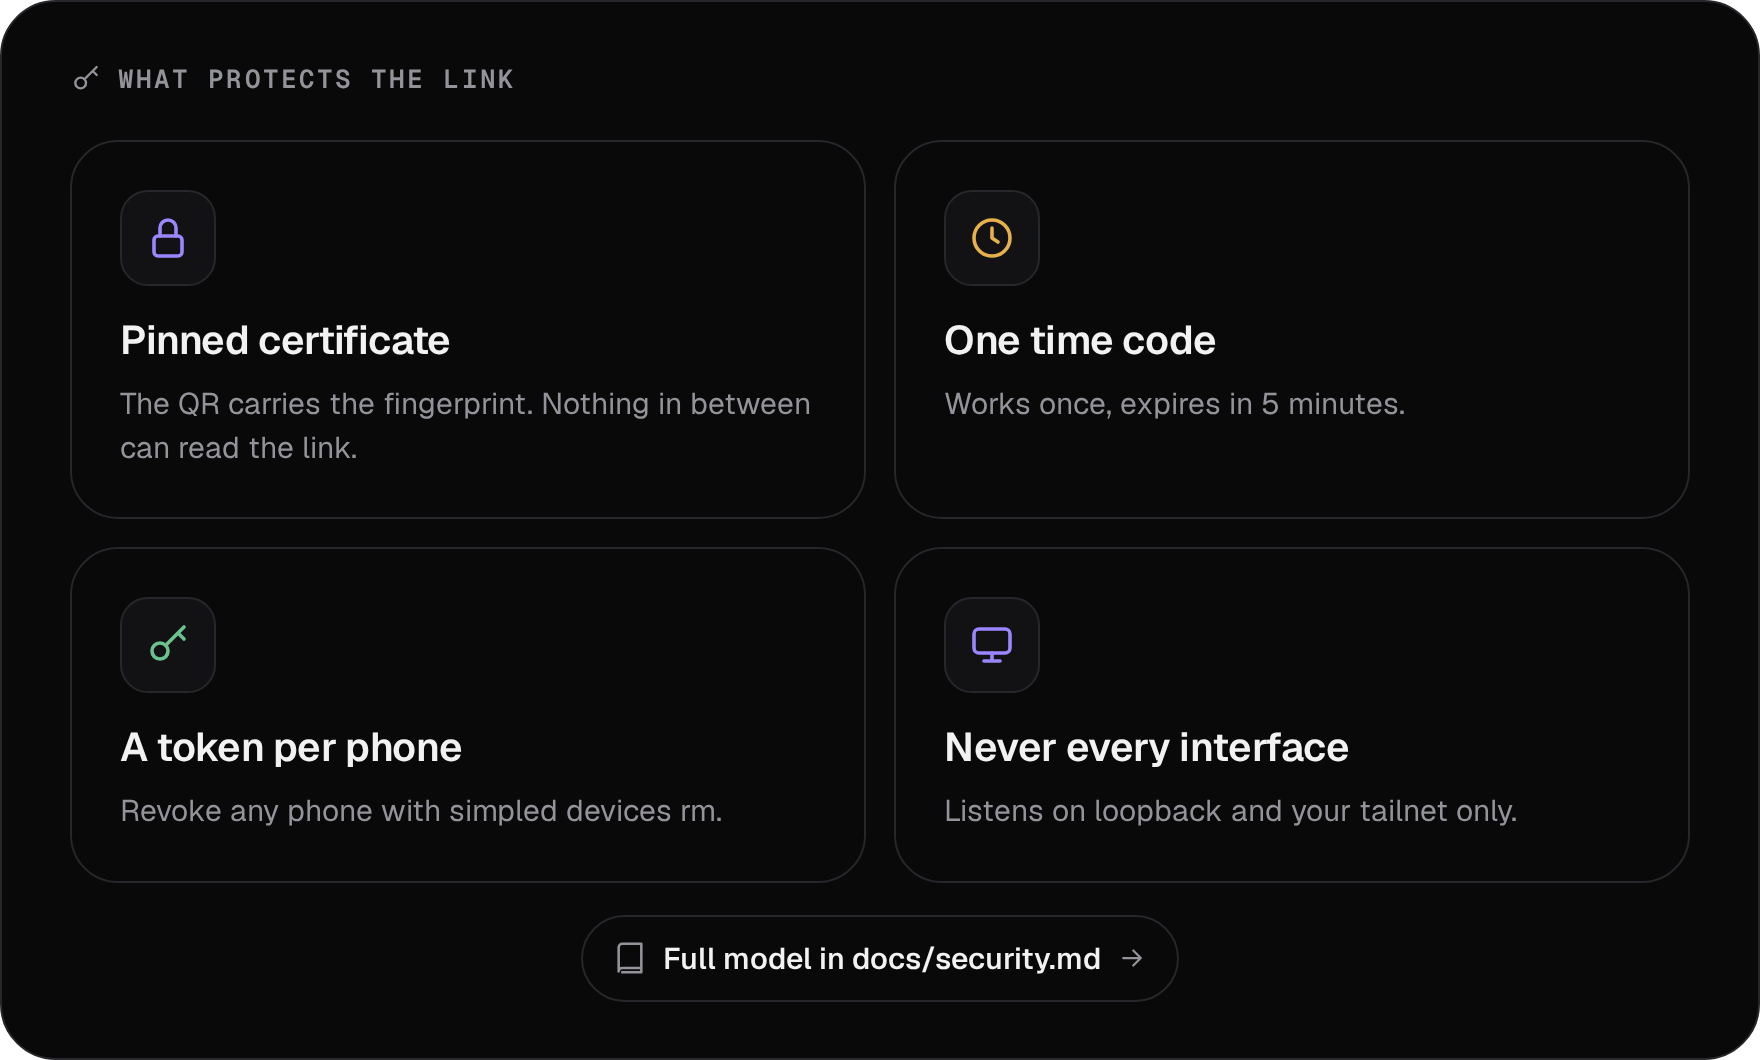 WHAT PROTECTS THE LINK
Pinned certificate
The QR carries the fingerprint. Nothing in between
can read the link.
One time code
Works once, expires in 5 minutes.
A token per phone
Revoke any phone with simpled devices rm.
Never every interface
Listens on loopback and your tailnet only.
Full model in docs/security.md →